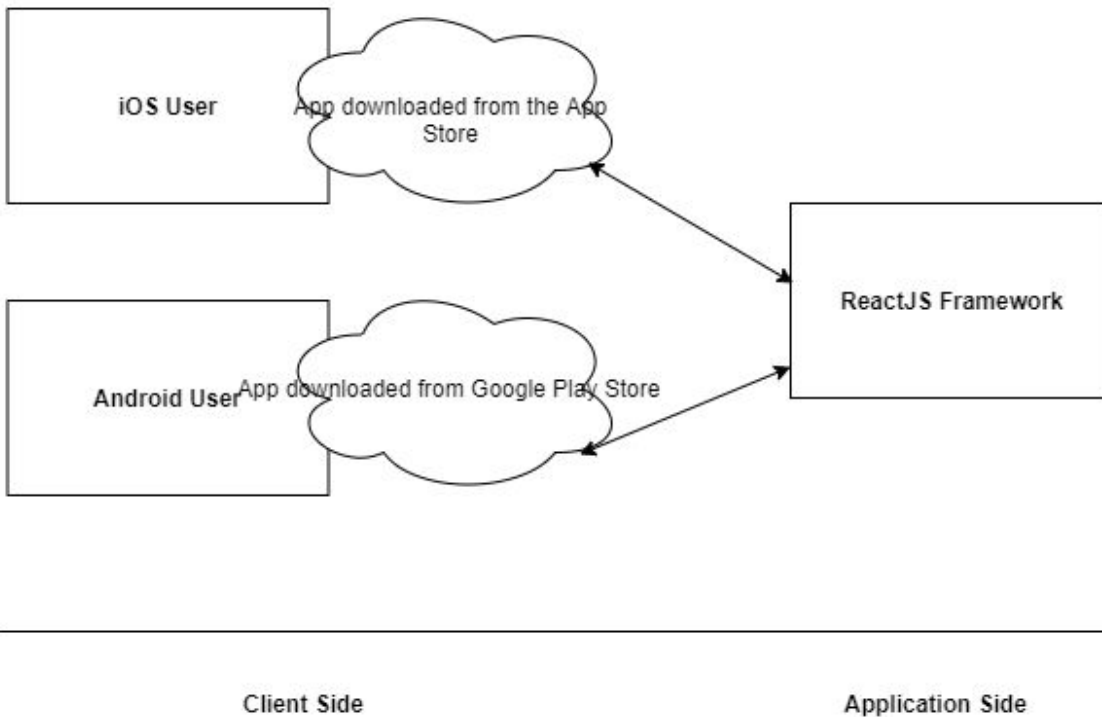 iOS User
App downloaded from the App
Store
ReactJS Framework
Android User
App downloaded from Google Play Store
Client Side
Application Side